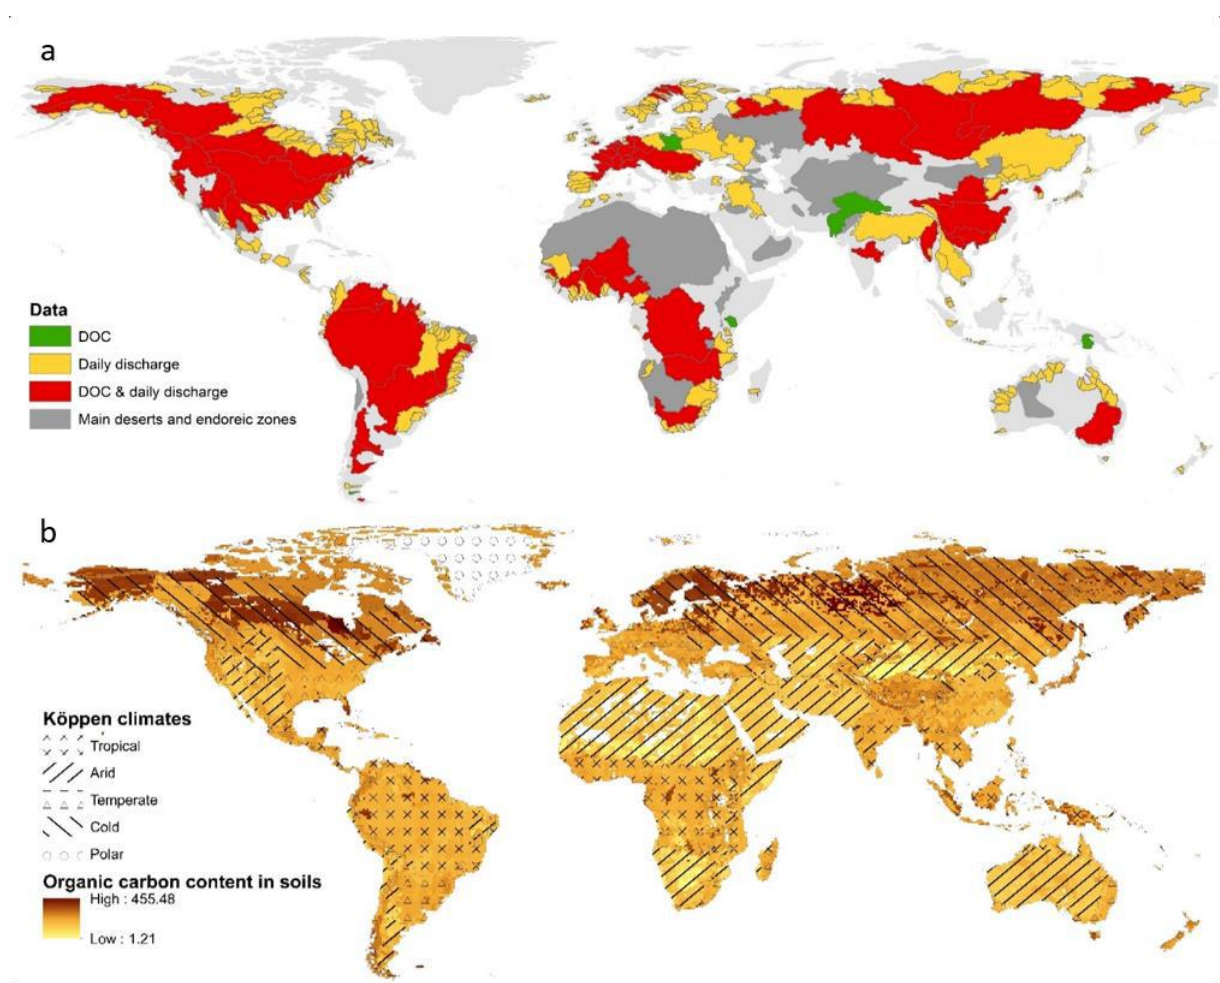 a
Data
DOC
Daily discharge
DOC & daily discharge
Main deserts and endoreic zones
b
Köppen climates
Tropical
Arid
Temperate
Cold
Polar
Organic carbon content in soils
High : 455.48
Low : 1.21